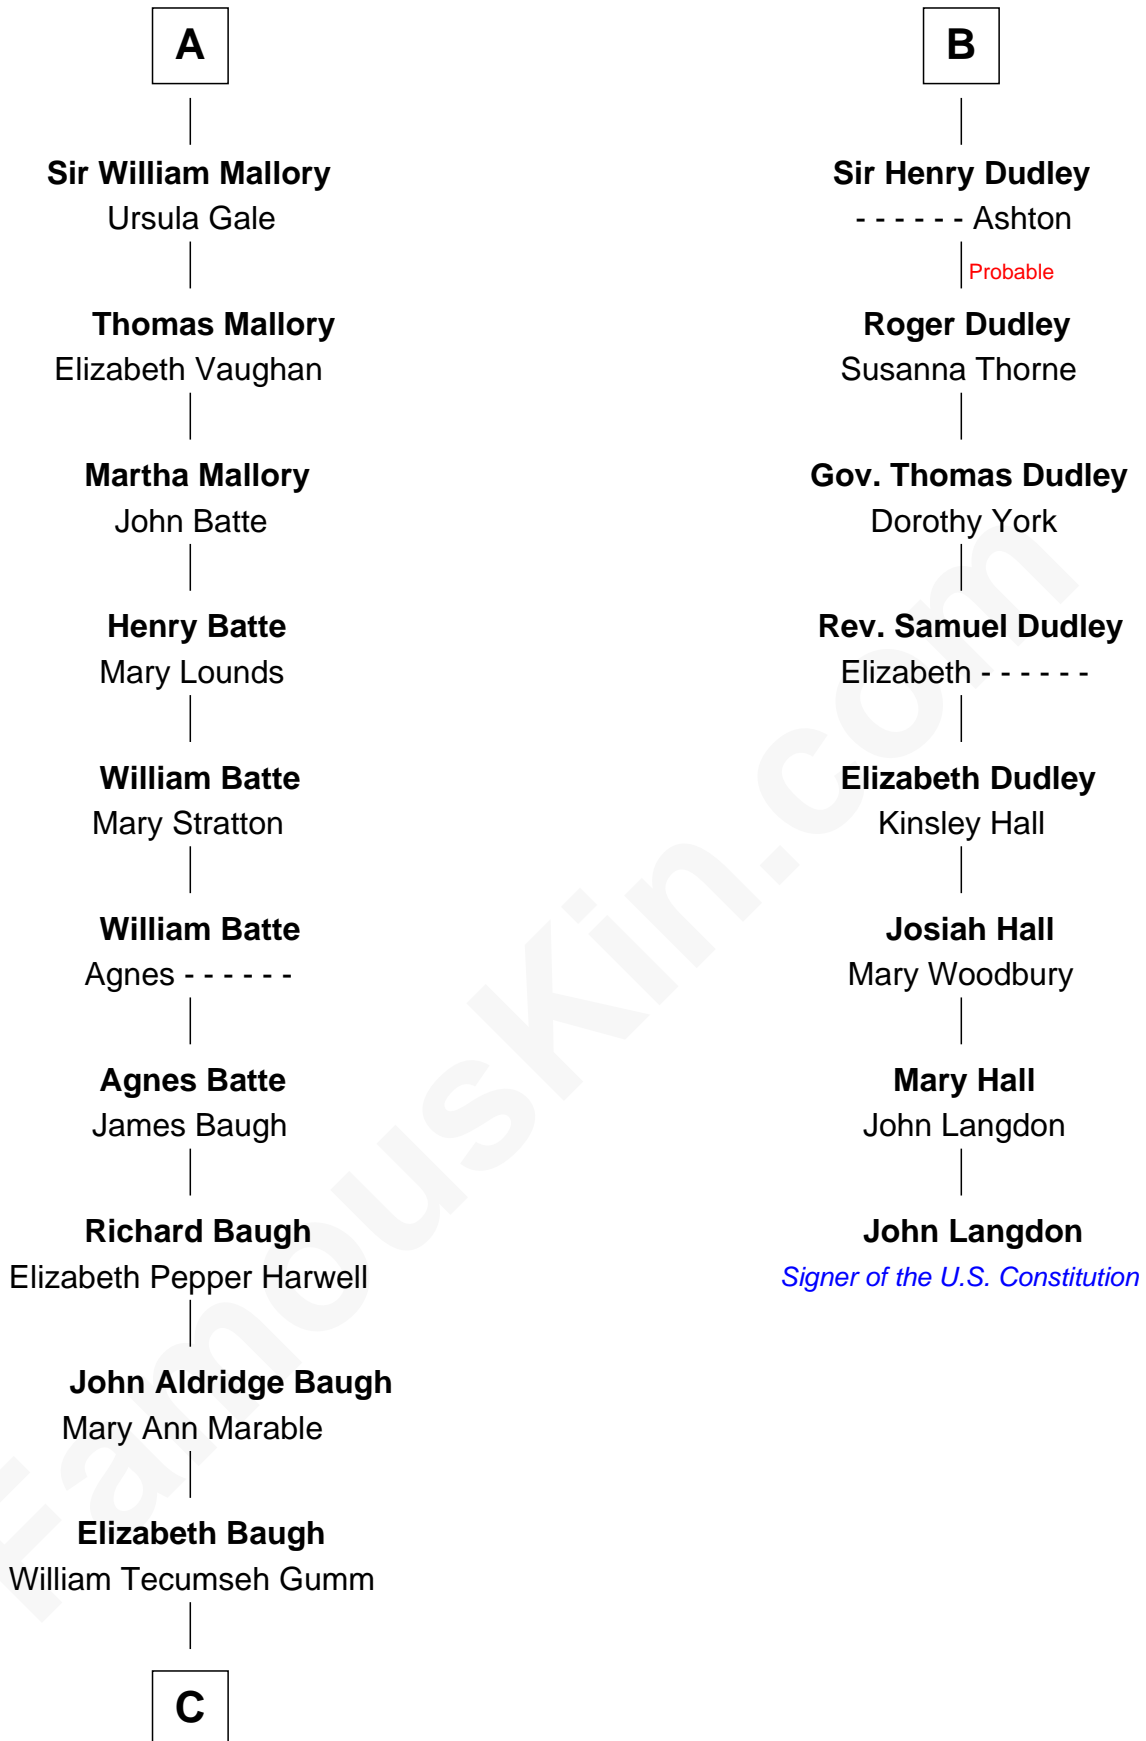 A
Sir William Mallory
Ursula Gale
Thomas Mallory
Elizabeth Vaughan
Martha Mallory
John Batte
Henry Batte
Mary Lounds
William Batte
Mary Stratton
William Batte
Agnes - - - - - -
Agnes Batte
James Baugh
Richard Baugh
Elizabeth Pepper Harwell
John Aldridge Baugh
Mary Ann Marable
Elizabeth Baugh
William Tecumseh Gumm
C
B
Sir Henry Dudley
- - - - - - Ashton
Probable
Roger Dudley
Susanna Thorne
Gov. Thomas Dudley
Dorothy York
Rev. Samuel Dudley
Elizabeth - - - - - -
Elizabeth Dudley
Kinsley Hall
Josiah Hall
Mary Woodbury
Mary Hall
John Langdon
John Langdon
Signer of the U.S. Constitution
FamousKin.com